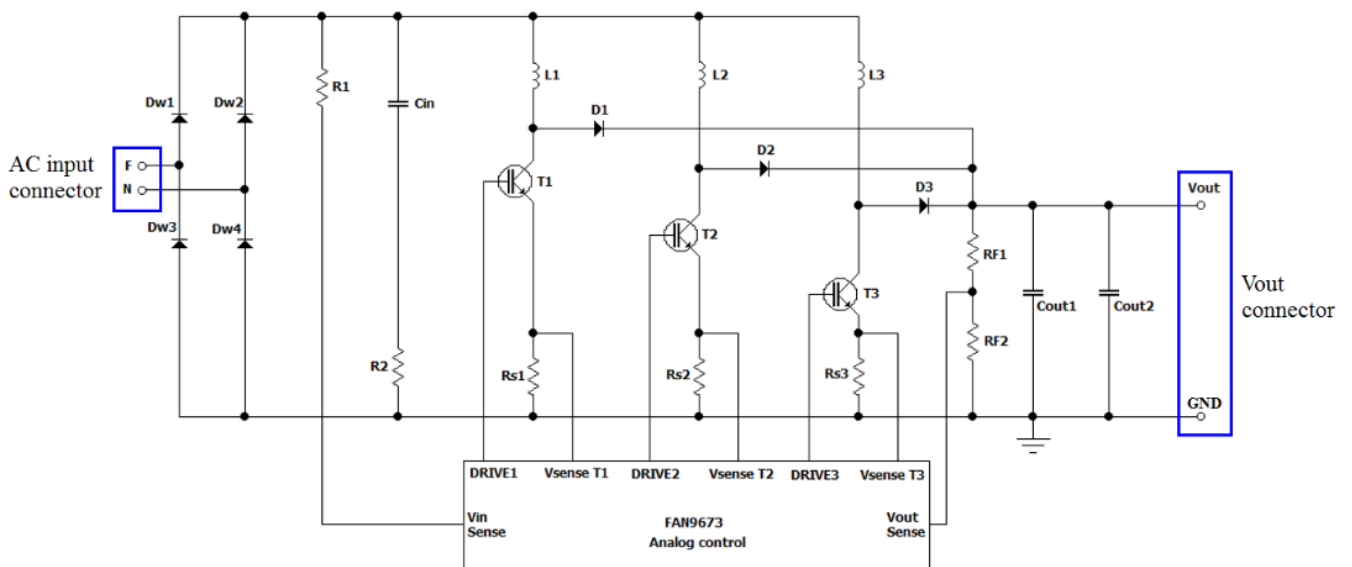 L1
L2
L3
R1
Dw1
Dw2
Cin
D1
AC input
connector
F
N
T1
D2
D3
Vout
Dw3
Dw4
T2
RF1
T3
Cout1
Cout2
Vout
connector
R2
Rs1
Rs2
Rs3
RF2
GND
DRIVE1
Vsense T1
DRIVE2
Vsense T2
DRIVE3
Vsense T3
Vin
Sense
FAN9673
Analog control
Vout
Sense